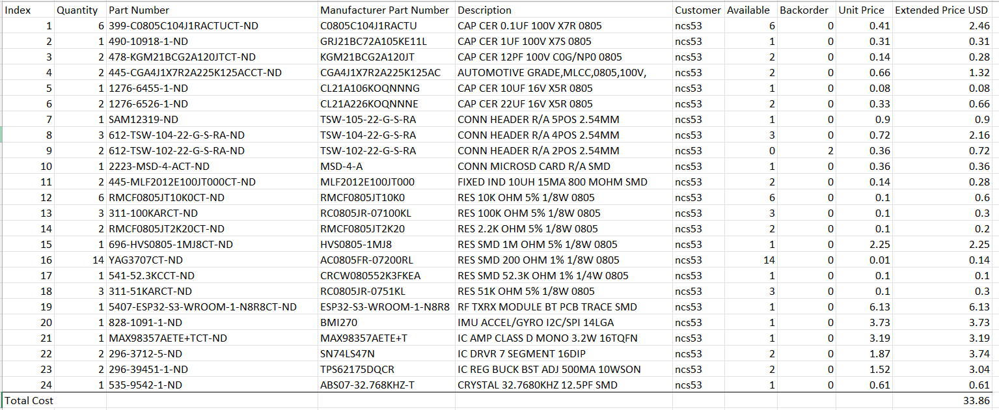 Index Quantity Part Number Manufacturer Part Number Description Customer Available Backorder Unit Price Extended Price USD
1 6 399-C0805C104J1RACTUCT-ND C0805C104J1RACTU CAP CER 0.1UF 100V X7R 0805 ncs53 6 0 0.41 2.46
2 1 490-10918-1-ND GRJ21BC72A105KE11L CAP CER 1UF 100V X7S 0805 ncs53 1 0 0.31 0.31
3 2 478-KGM21BCG2A120JTCT-ND KGM21BCG2A120JT CAP CER 12PF 100V C0G/NP0 0805 ncs53 2 0 0.14 0.28
4 2 445-CGA4J1X7R2A225K125ACCT-ND CGA4J1X7R2A225K125AC AUTOMOTIVE GRADE,MLCC,0805,100V, ncs53 2 0 0.66 1.32
5 1 1276-6455-1-ND CL21A106KOQNNNG CAP CER 10UF 16V X5R 0805 ncs53 1 0 0.08 0.08
6 2 1276-6526-1-ND CL21A226KOQNNNE CAP CER 22UF 16V X5R 0805 ncs53 2 0 0.33 0.66
7 1 SAM12319-ND TSW-105-22-G-S-RA CONN HEADER R/A 5POS 2.54MM ncs53 1 0 0.9 0.9
8 3 612-TSW-104-22-G-S-RA-ND TSW-104-22-G-S-RA CONN HEADER R/A 4POS 2.54MM ncs53 3 0 0.72 2.16
9 2 612-TSW-102-22-G-S-RA-ND TSW-102-22-G-S-RA CONN HEADER R/A 2POS 2.54MM ncs53 0 2 0.36 0.72
10 1 2223-MSD-4-ACT-ND MSD-4-A CONN MICROSD CARD R/A SMD ncs53 1 0 0.36 0.36
11 2 445-MLF2012E100JT000CT-ND MLF2012E100JT000 FIXED IND 10UH 15MA 800 MOHM SMD ncs53 2 0 0.14 0.28
12 6 RMCF0805JT10K0CT-ND RMCF0805JT10K0 RES 10K OHM 5% 1/8W 0805 ncs53 6 0 0.1 0.6
13 3 311-100KARCT-ND RC0805JR-07100KL RES 100K OHM 5% 1/8W 0805 ncs53 3 0 0.1 0.3
14 2 RMCF0805JT2K20CT-ND RMCF0805JT2K20 RES 2.2K OHM 5% 1/8W 0805 ncs53 2 0 0.1 0.2
15 1 696-HVS0805-1MJ8CT-ND HVS0805-1MJ8 RES SMD 1M OHM 5% 1/8W 0805 ncs53 1 0 2.25 2.25
16 14 YAG3707CT-ND AC0805FR-07200RL RES SMD 200 OHM 1% 1/8W 0805 ncs53 14 0 0.01 0.14
17 1 541-52.3KCCT-ND CRCW080552K3FKEA RES SMD 52.3K OHM 1% 1/4W 0805 ncs53 1 0 0.1 0.1
18 3 311-51KARCT-ND RC0805JR-0751KL RES 51K OHM 5% 1/8W 0805 ncs53 3 0 0.1 0.3
19 1 5407-ESP32-S3-WROOM-1-N8R8CT-ND ESP32-S3-WROOM-1-N8R8 RF TXRX MODULE BT PCB TRACE SMD ncs53 1 0 6.13 6.13
20 1 828-1091-1-ND BMI270 IMU ACCEL/GYRO I2C/SPI 14LGA ncs53 1 0 3.73 3.73
21 1 MAX98357AETE+TCT-ND MAX98357AETE+T IC AMP CLASS D MONO 3.2W 16TQFN ncs53 1 0 3.19 3.19
22 2 296-3712-5-ND SN74LS47N IC DRVR 7 SEGMENT 16DIP ncs53 2 0 1.87 3.74
23 2 296-39451-1-ND TPS62175DQCR IC REG BUCK BST ADJ 500MA 10WSON ncs53 2 0 1.52 3.04
24 1 535-9542-1-ND ABS07-32.768KHZ-T CRYSTAL 32.7680KHZ 12.5PF SMD ncs53 1 0 0.61 0.61
Total Cost 33.86